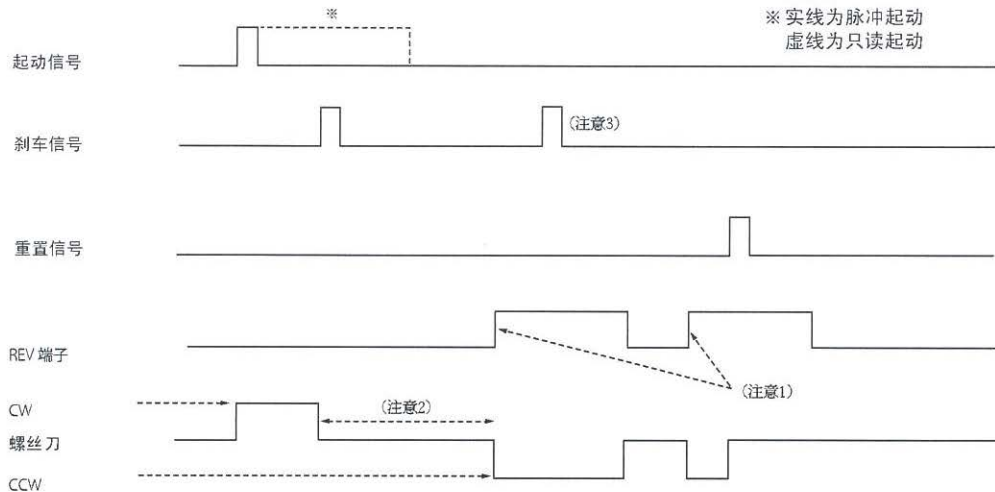 ※
※ 实线为脉冲起动
虚线为只读起动
起动信号
刹车信号
(注意3)
重置信号
REV 端子
(注意1)
CW
(注意2)
螺丝刀
CCW